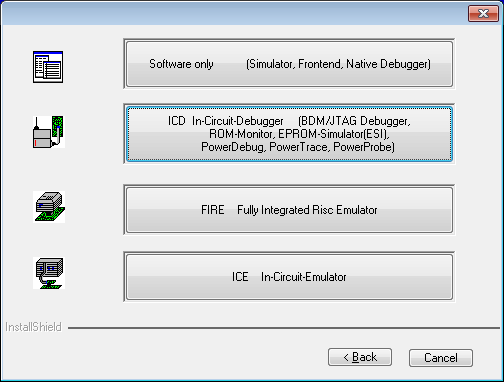 Software only (Simulator, Frontend, Native Debugger)
ICD In-Circuit-Debugger (BDM/JTAG Debugger,
ROM-Monitor, EPROM-Simulator(ESI),
PowerDebug, PowerTrace, PowerProbe)
FIRE Fully Integrated Risc Emulator
ICE In-Circuit-Emulator
InstallShield
< Back
Cancel